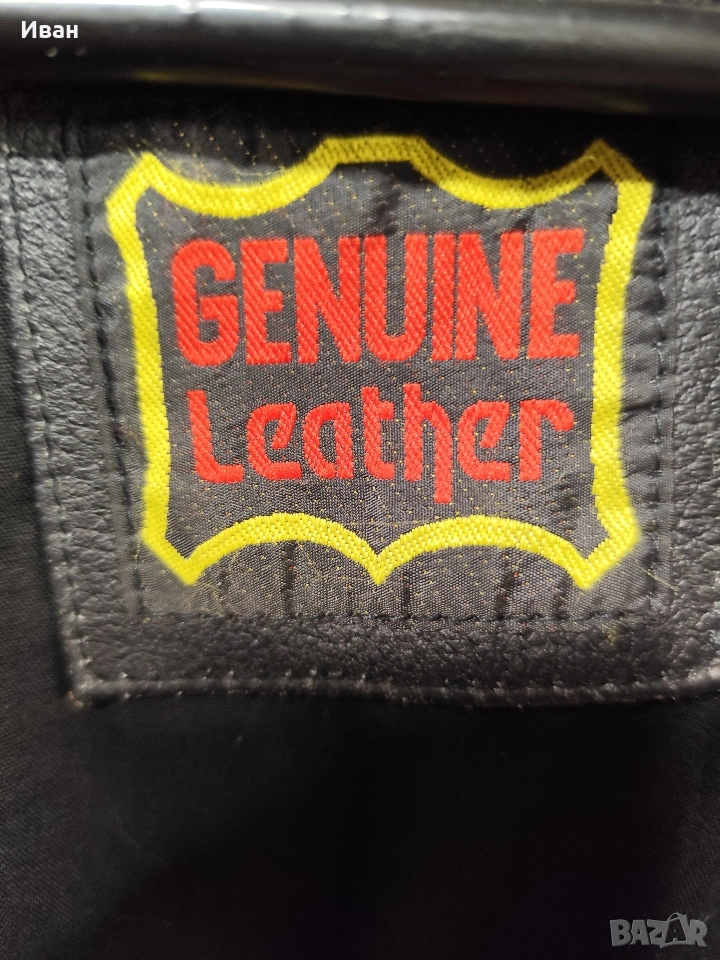 Иван
GENUINE
Leather
BAZAR